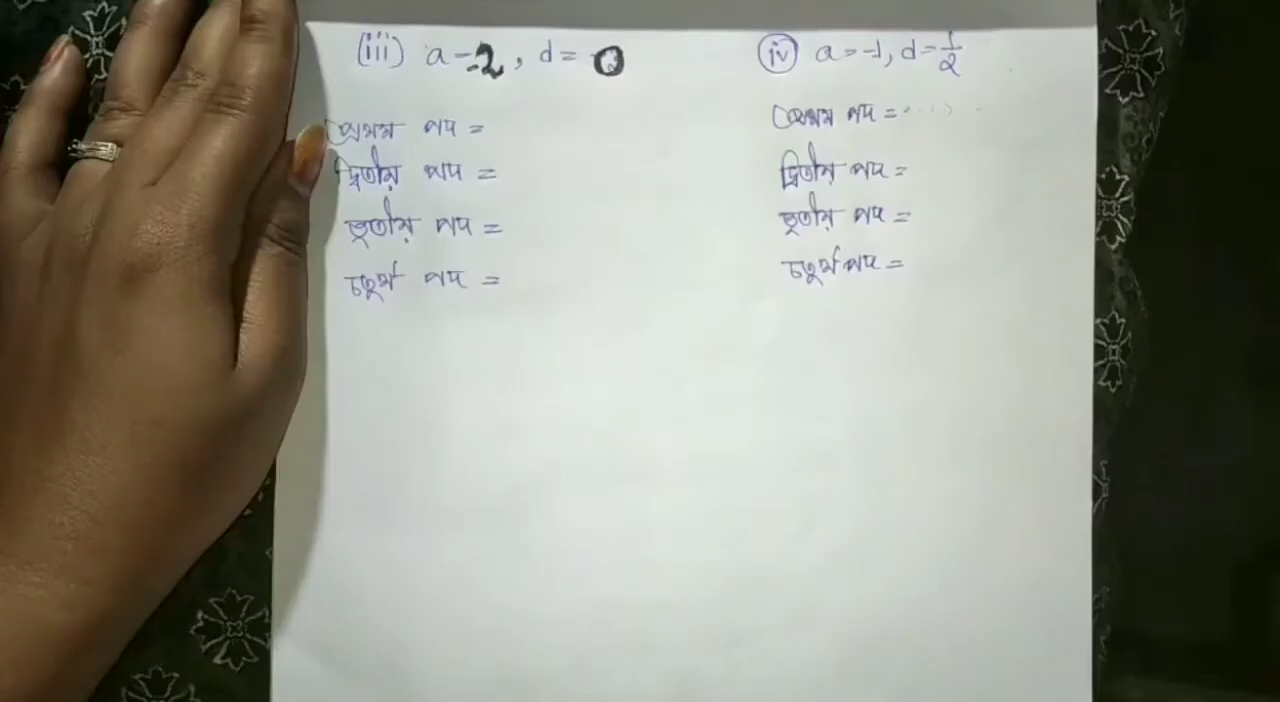 (iii) a=-2, d= 0
প্রথম পদ =
দ্বিতীয় পদ =
তৃতীয় পদ =
চতুর্থ পদ =
(iv) a=-1, d=1/2
প্রথম পদ =
দ্বিতীয় পদ =
তৃতীয় পদ =
চতুর্থ পদ =